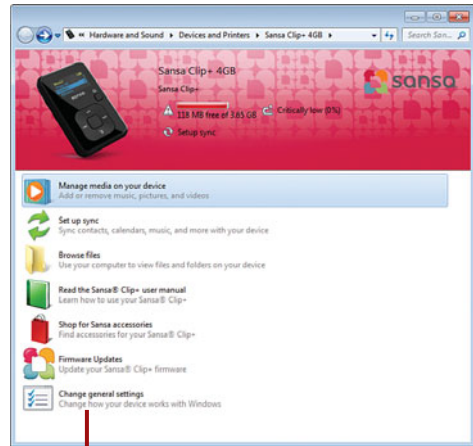 « Hardware and Sound ▸ Devices and Printers ▸ Sansa Clip+ 4GB ▸
Search San...
Sansa Clip+ 4GB
Sansa Clip+
118 MB free of 3.65 GB
Critically low (0%)
Setup sync
sansa
Manage media on your device
Add or remove music, pictures, and videos
Set up sync
Sync contacts, calendars, music, and more with your device
Browse files
Use your computer to view files and folders on your device
Read the Sansa® Clip+ user manual
Learn how to use your Sansa® Clip+
Shop for Sansa accessories
Find accessories for your Sansa® Clip+
Firmware Updates
Update your Sansa® Clip+ firmware
Change general settings
Change how your device works with Windows